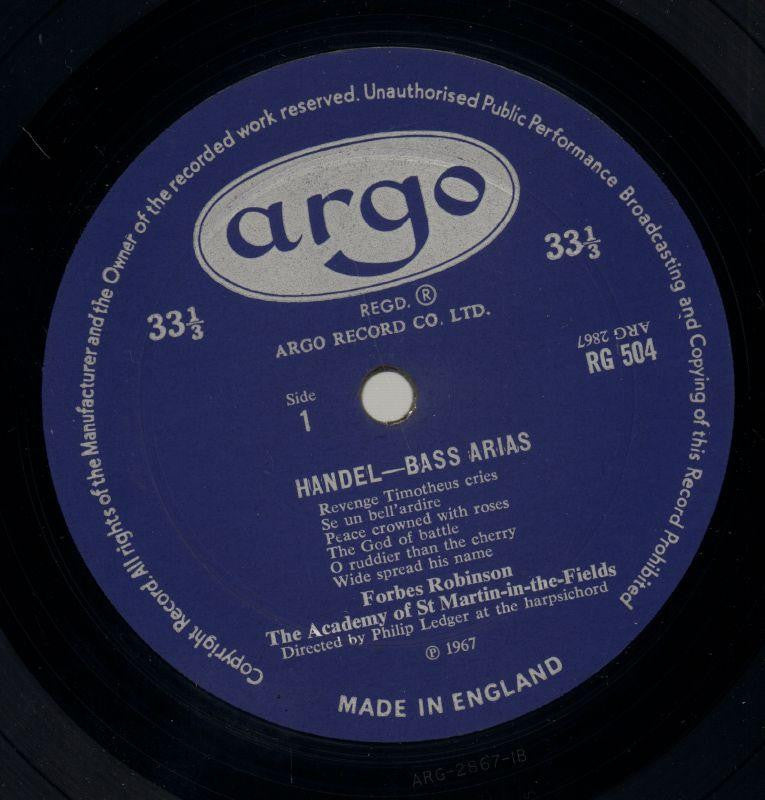 Copyright Record. All rights of the Manufacturer and the Owner of the recorded work reserved. Unauthorised Public Performance Broadcasting and Copying of this Record Prohibited
argo
33⅓
33⅓
REGD. ®
ARGO RECORD CO. LTD.
ARG 2867
RG 504
Side
1
HANDEL—BASS ARIAS
Revenge Timotheus cries
Se un bell'ardire
Peace crowned with roses
The God of battle
O ruddier than the cherry
Wide spread his name
Forbes Robinson
The Academy of St Martin-in-the-Fields
Directed by Philip Ledger at the harpsichord
℗ 1967
MADE IN ENGLAND
ARG-2867-1B